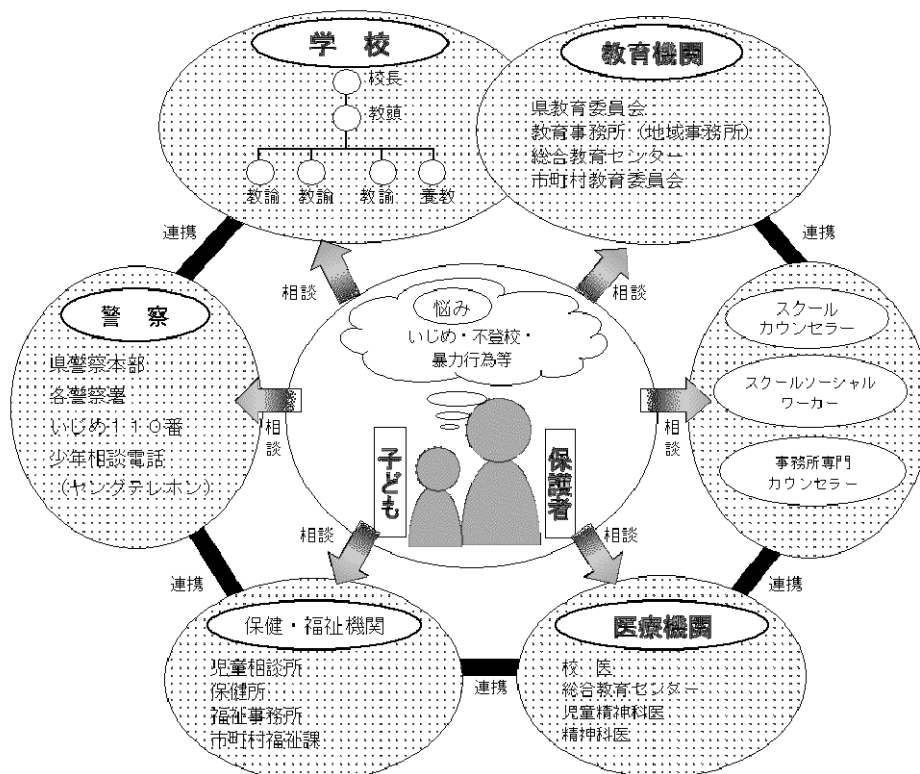 学 校
校長
教頭
教諭 教諭 教諭 養教
教育機関
県教育委員会
教育事務所(地域事務所)
総合教育センター
市町村教育委員会
連携
連携
相談
相談
悩み
いじめ・不登校・
暴力行為等
警 察
県警察本部
各警察署
いじめ110番
少年相談電話
(ヤングテレホン)
相談
子ども
保護者
相談
スクール
カウンセラー
スクールソーシャル
ワーカー
事務所専門
カウンセラー
相談
相談
連携
連携
保健・福祉機関
児童相談所
保健所
福祉事務所
市町村福祉課
連携
医療機関
校 医
総合教育センター
児童精神科医
精神科医